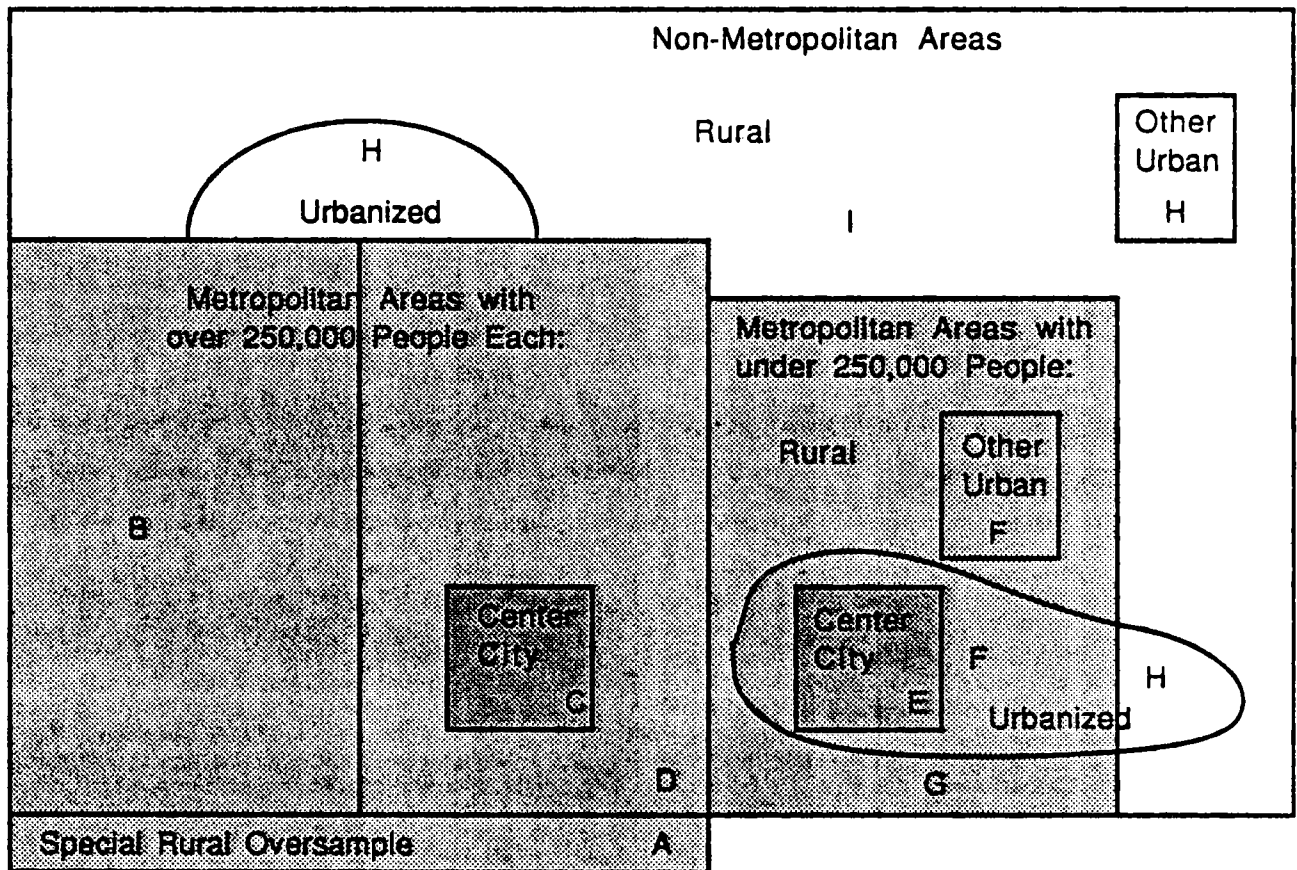 Non-Metropolitan Areas
Rural
Other
Urban
H
H
Urbanized
I
Metropolitan Areas with
over 250,000 People Each:
Metropolitan Areas with
under 250,000 People:
Rural
Other
Urban
F
B
Center
City
C
Center
City
E
F
H
Urbanized
D
G
Special Rural Oversample
A